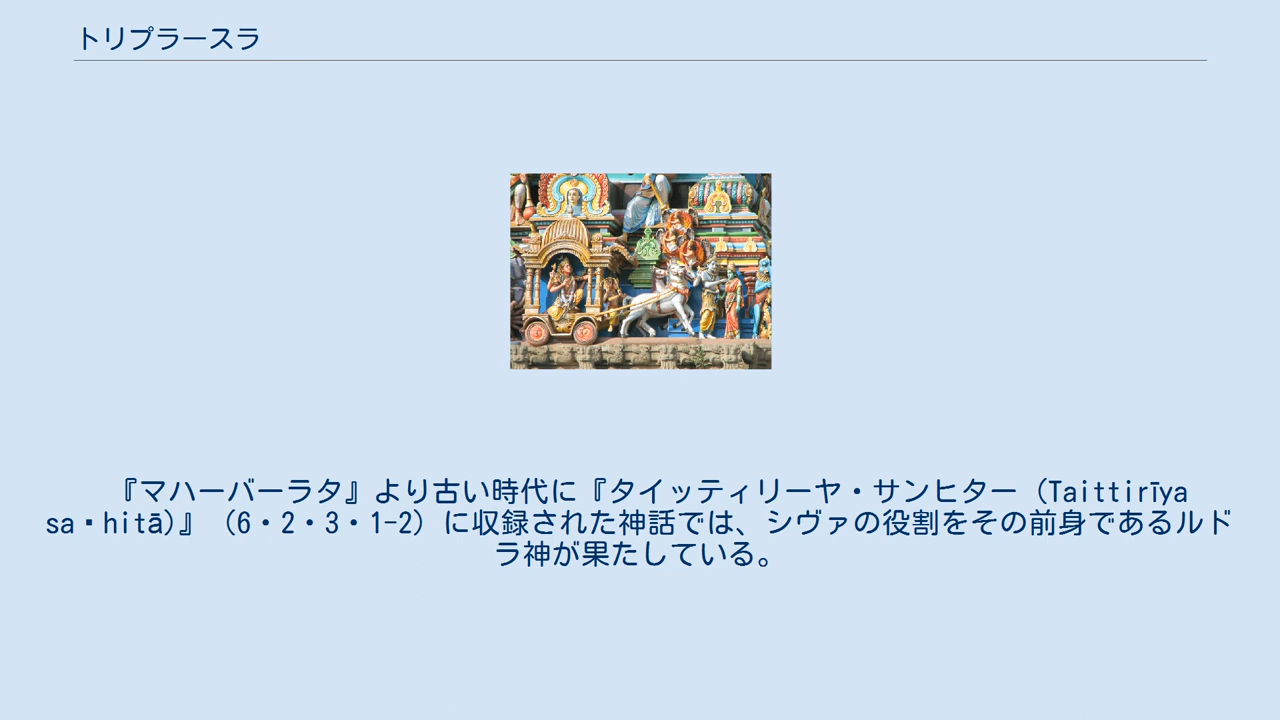 トリプラースラ
『マハーバーラタ』より古い時代に『タイッティリーヤ・サンヒター（Taittirīya
sa▪hitā)』（6・2・3・1-2）に収録された神話では、シヴァの役割をその前身であるルド
ラ神が果たしている。